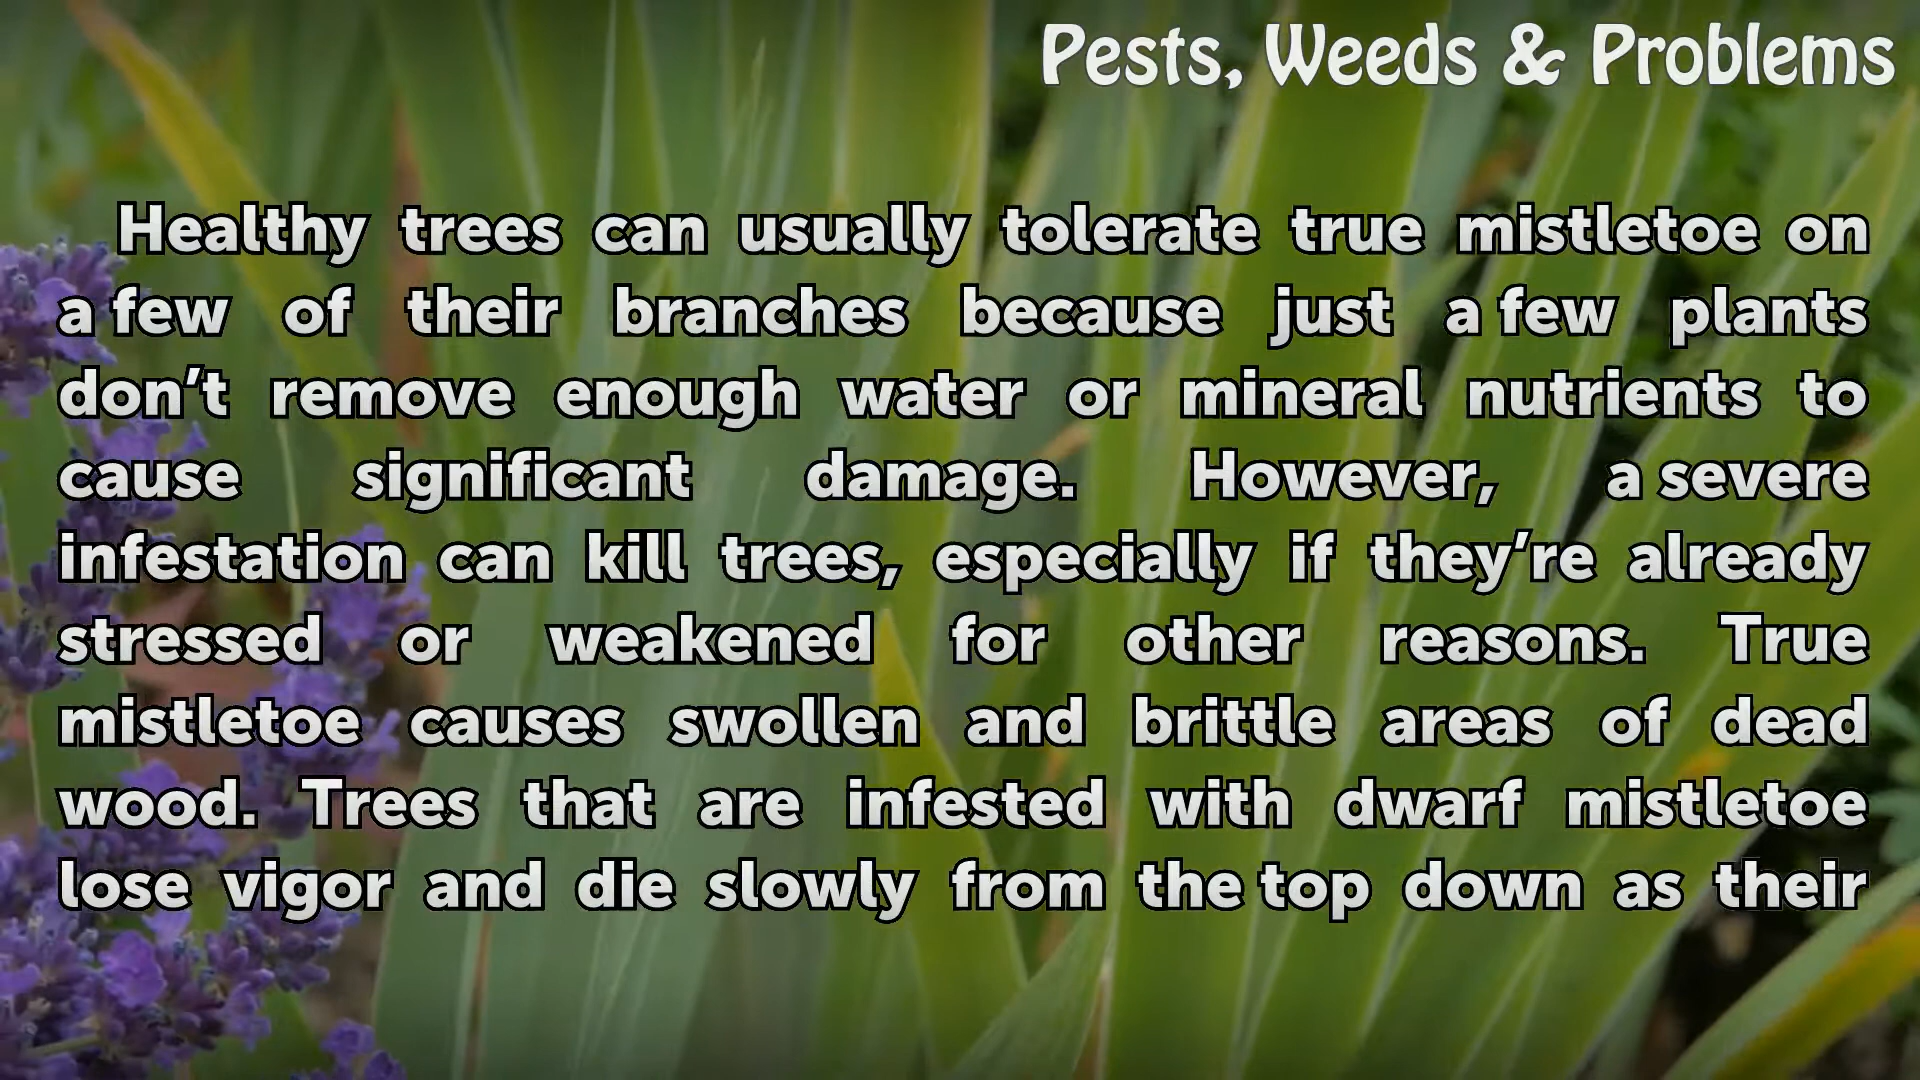 Pests, Weeds & Problems
Healthy trees can usually tolerate true mistletoe on
a few of their branches because just a few plants
don’t remove enough water or mineral nutrients to
cause significant damage. However, a severe
infestation can kill trees, especially if they’re already
stressed or weakened for other reasons. True
mistletoe causes swollen and brittle areas of dead
wood. Trees that are infested with dwarf mistletoe
lose vigor and die slowly from the top down as their